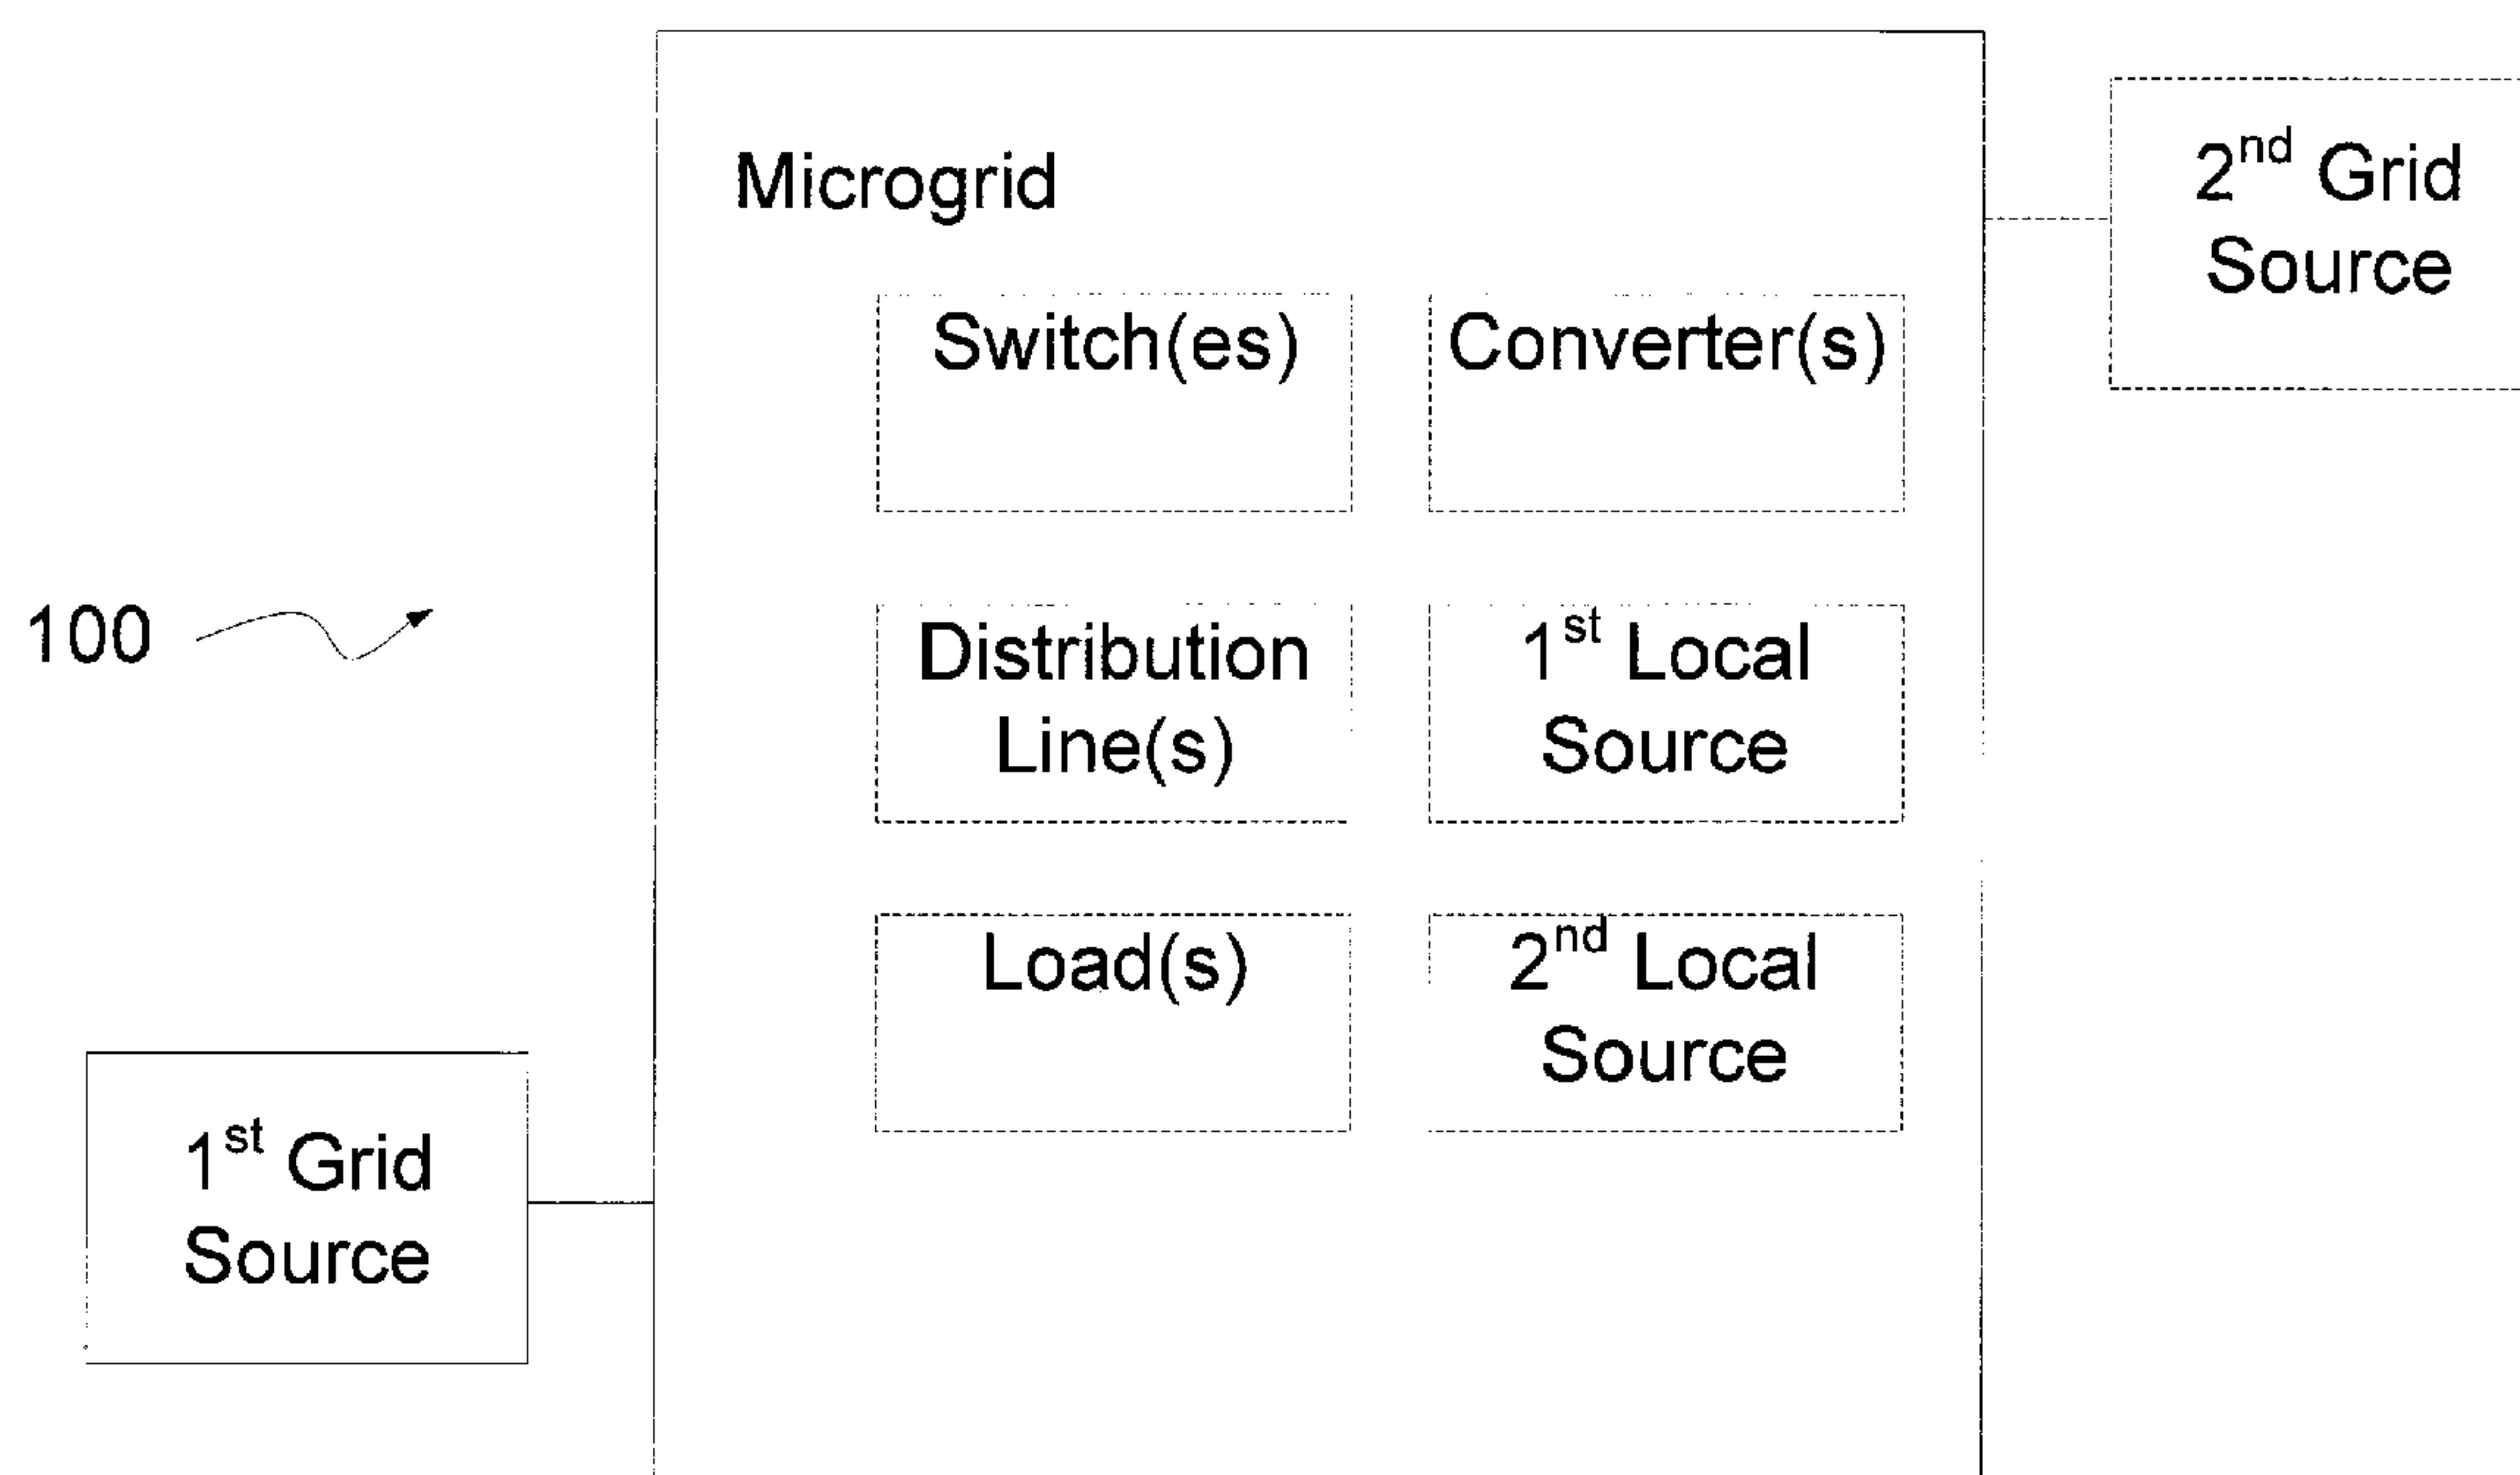 Microgrid
2nd Grid
Source
Switch(es)
Converter(s)
100
Distribution
Line(s)
1st Local
Source
Load(s)
2nd Local
Source
1st Grid
Source